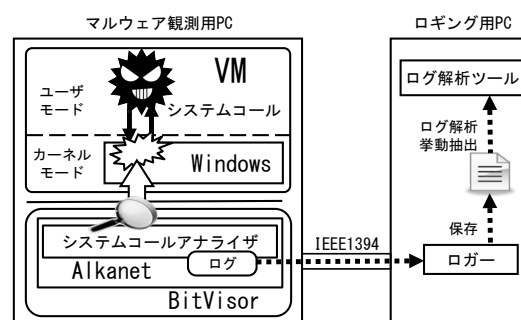 マルウェア観測用PC
ロギング用PC
VM
ユーザ
モード
システムコール
カーネル
モード
Windows
システムコールアナライザ
ログ
Alkanet
BitVisor
IEEE1394
ログ解析ツール
ログ解析
挙動抽出
保存
ロガー